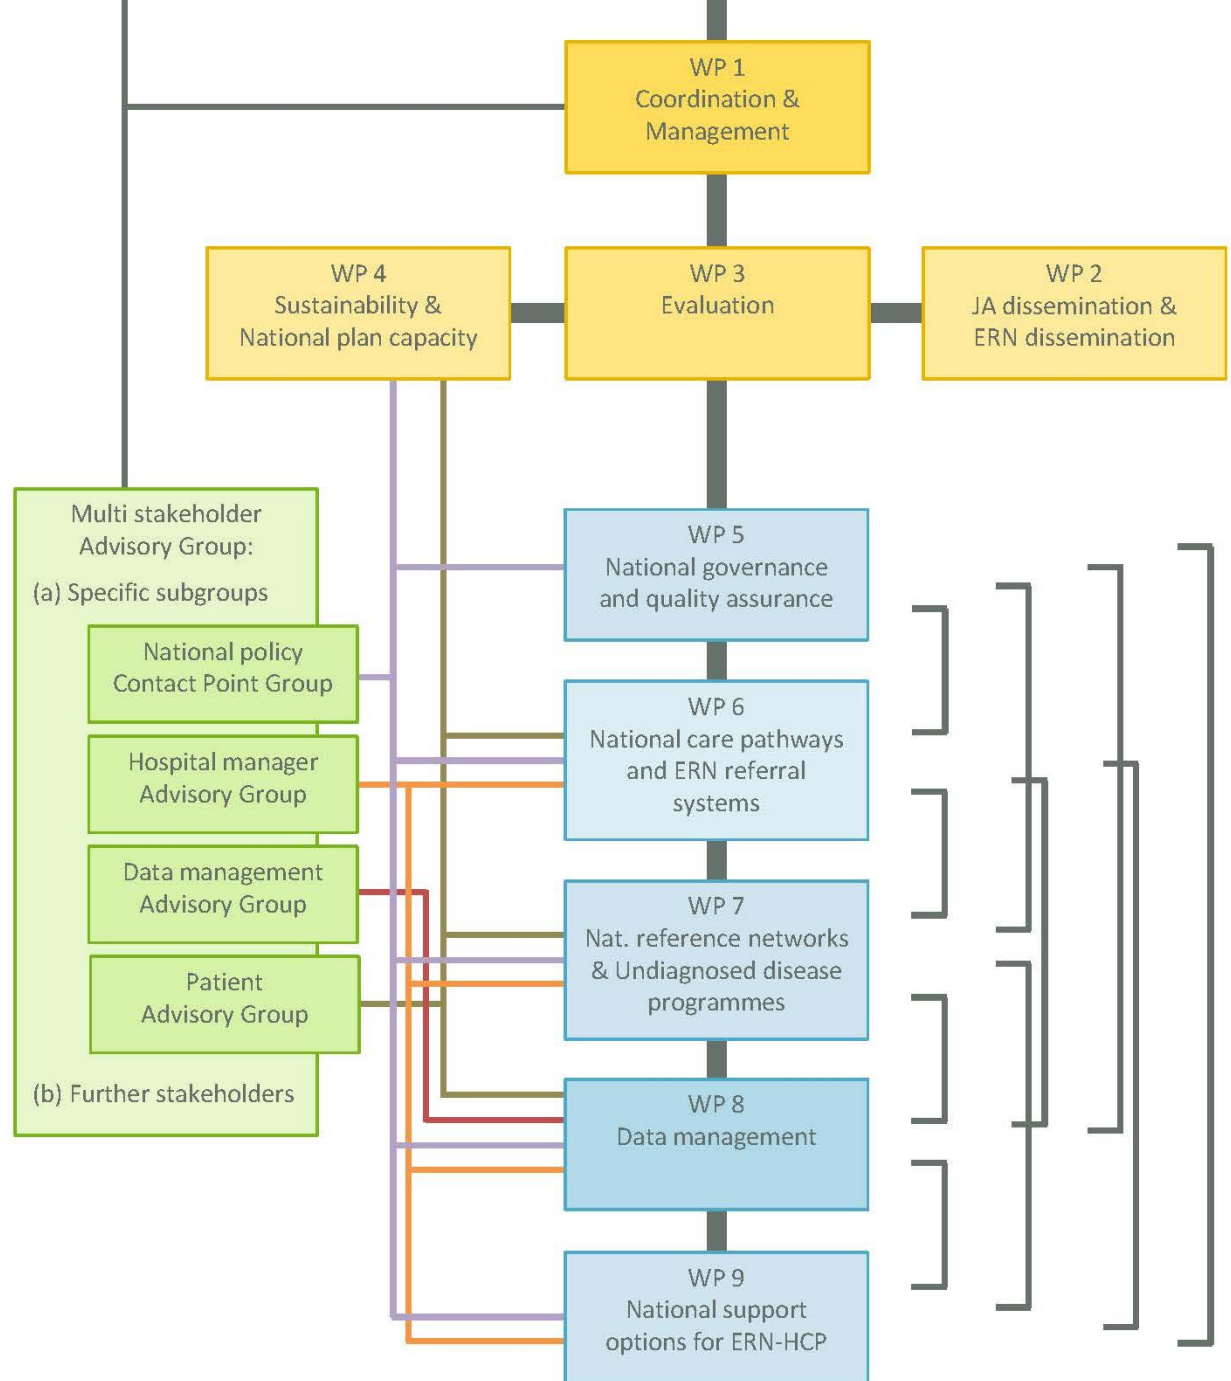 WP 1
Coordination &
Management
WP 4
Sustainability &
National plan capacity
WP 3
Evaluation
WP 2
JA dissemination &
ERN dissemination
Multi stakeholder
Advisory Group:
(a) Specific subgroups
National policy
Contact Point Group
Hospital manager
Advisory Group
Data management
Advisory Group
Patient
Advisory Group
(b) Further stakeholders
WP 5
National governance
and quality assurance
WP 6
National care pathways
and ERN referral
systems
WP 7
Nat. reference networks
& Undiagnosed disease
programmes
WP 8
Data management
WP 9
National support
options for ERN-HCP